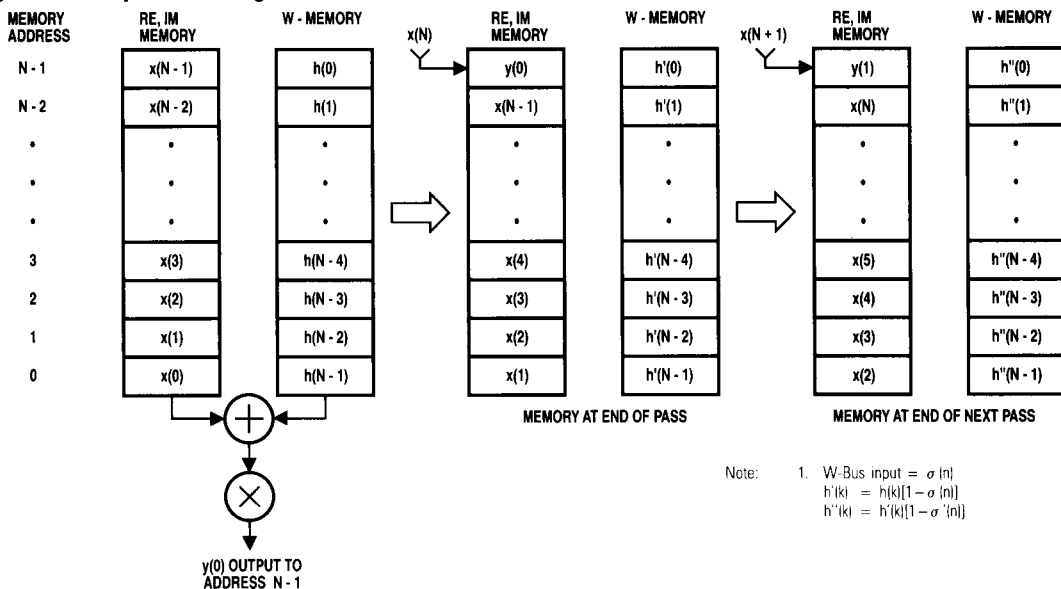 MEMORY ADDRESS
RE, IM MEMORY
W - MEMORY
RE, IM MEMORY
W - MEMORY
RE, IM MEMORY
W - MEMORY
x(N)
x(N + 1)
N - 1 x(N - 1) h(0) y(0) h'(0) y(1) h"(0)
N - 2 x(N - 2) h(1) x(N - 1) h'(1) x(N) h"(1)
3 x(3) h(N - 4) x(4) h'(N - 4) x(5) h"(N - 4)
2 x(2) h(N - 3) x(3) h'(N - 3) x(4) h"(N - 3)
1 x(1) h(N - 2) x(2) h'(N - 2) x(3) h"(N - 2)
0 x(0) h(N - 1) x(1) h'(N - 1) x(2) h"(N - 1)
MEMORY AT END OF PASS
MEMORY AT END OF NEXT PASS
+
×
y(0) OUTPUT TO
ADDRESS N - 1
Note: 1. W-Bus input = σ (n)
h'(k) = h(k)[1 – σ (n)]
h''(k) = h'(k)[1 – σ '(n)]